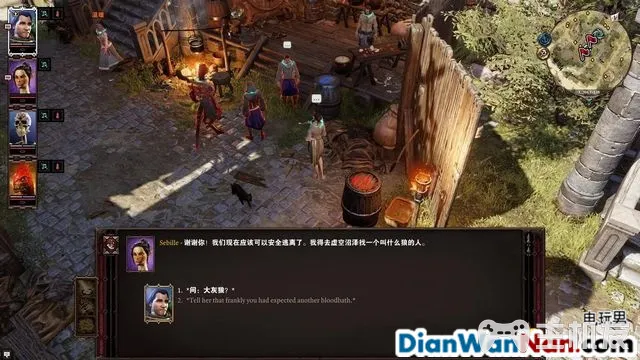 温暖
Sebille - 谢谢你！我们现在应该可以安全逃离了。我得去虚空沼泽找一个叫什么狼的人。
1. *问：大灰狼？*
2. *Tell her that frankly you had expected another bloodbath.*
电玩男
DianWanNan.com